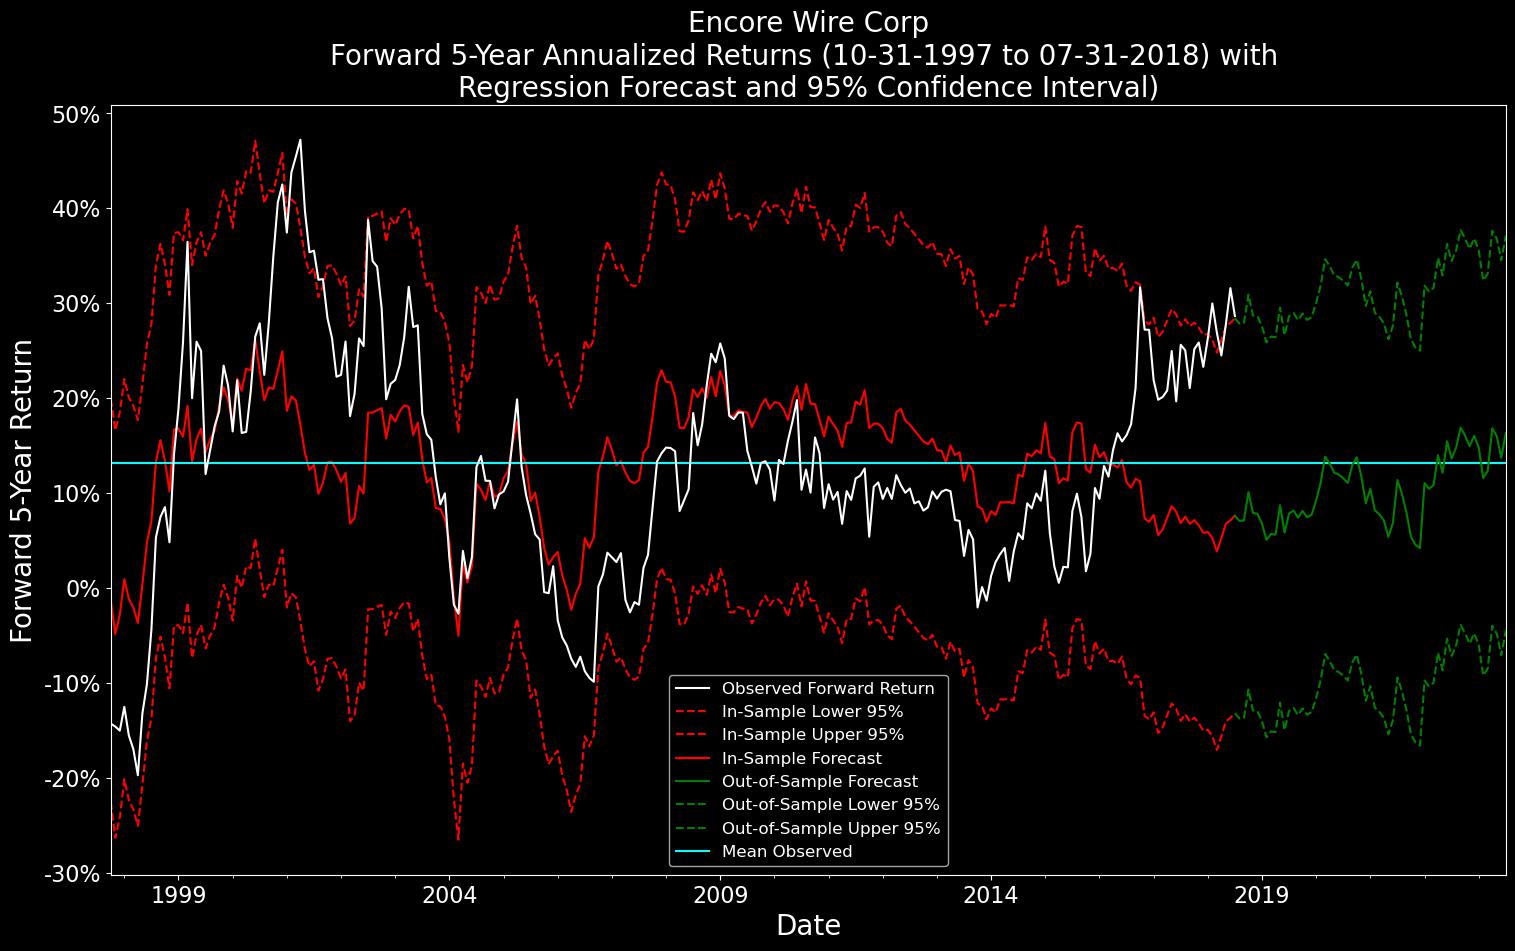 Encore Wire Corp
Forward 5-Year Annualized Returns (10-31-1997 to 07-31-2018) with
Regression Forecast and 95% Confidence Interval)
Forward 5-Year Return
50%
40%
30%
20%
10%
0%
-10%
-20%
-30%
Observed Forward Return
In-Sample Lower 95%
In-Sample Upper 95%
In-Sample Forecast
Out-of-Sample Forecast
Out-of-Sample Lower 95%
Out-of-Sample Upper 95%
Mean Observed
1999 2004 2009 2014 2019
Date